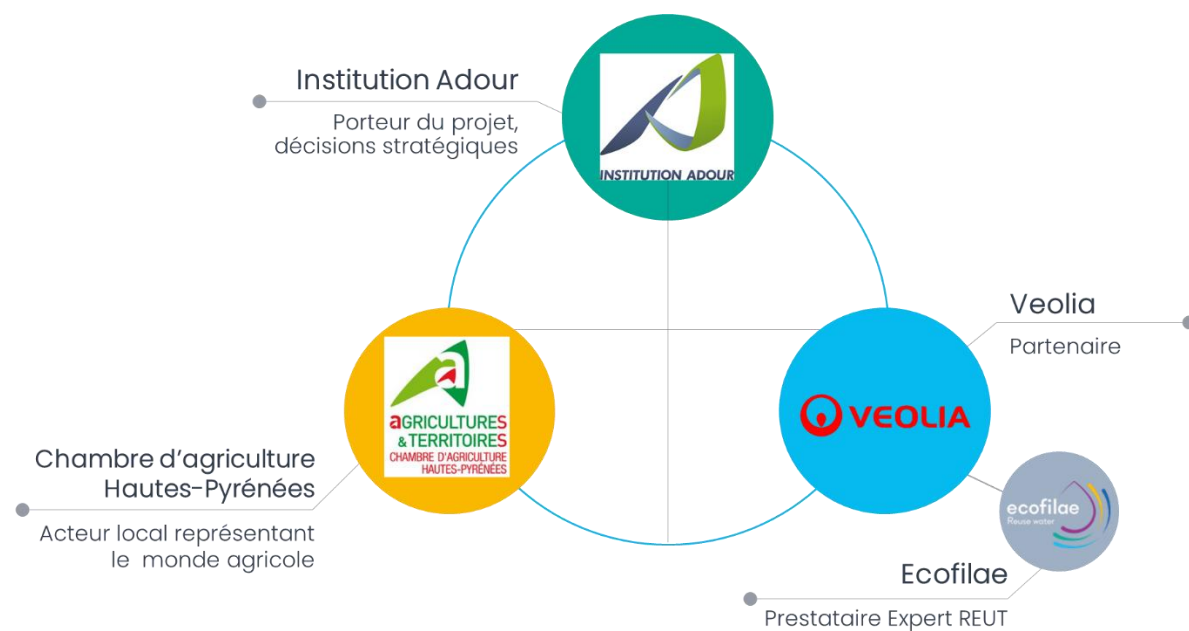 Institution Adour
Porteur du projet,
décisions stratégiques
INSTITUTION ADOUR
Veolia
Partenaire
VEOLIA
aGRICULTURES
& TERRITOIRES
CHAMBRE D'AGRICULTURE
HAUTES-PYRÉNÉES
Chambre d'agriculture
Hautes-Pyrénées
Acteur local représentant
le monde agricole
ecofilae
Reuse water
Ecofilae
Prestataire Expert REUT